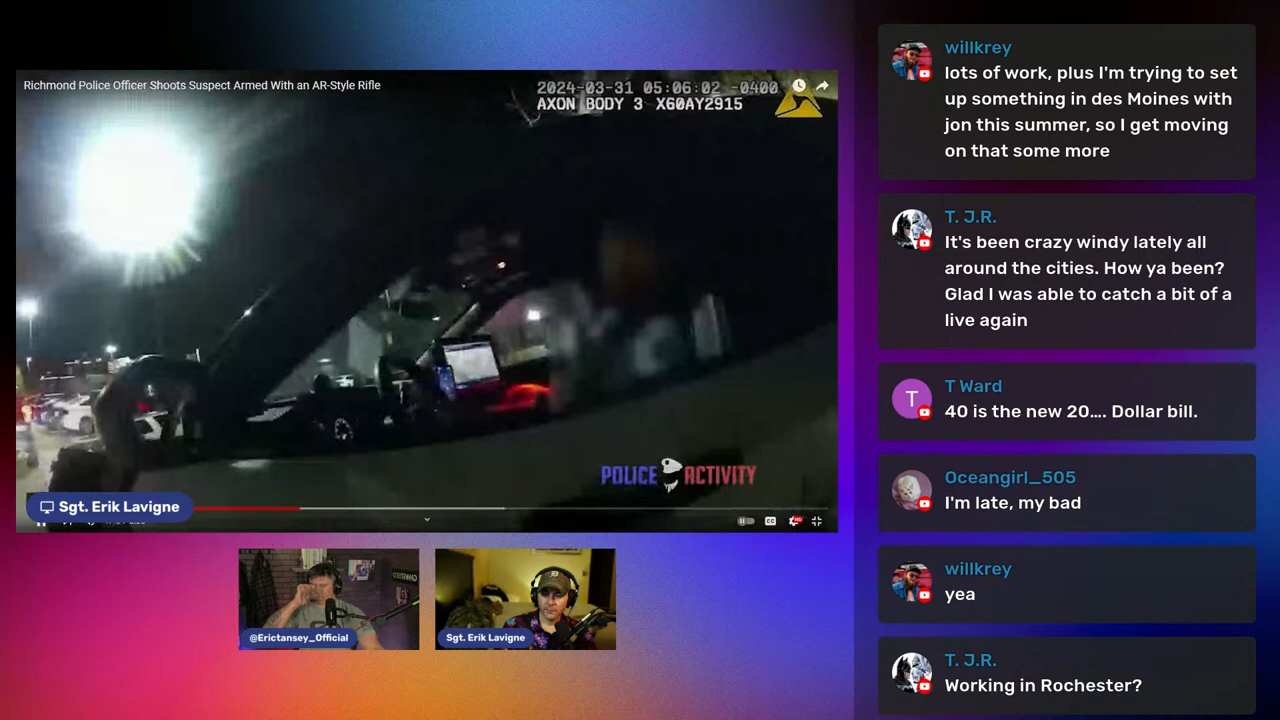 Richmond Police Officer Shoots Suspect Armed With an AR-Style Rifle
2024-03-31 05:06:02 -0400
AXON BODY 3 X60AY2915
POLICE ACTIVITY
Sgt. Erik Lavigne
@Erictansey_Official
Sgt. Erik Lavigne
willkrey
lots of work, plus I'm trying to set
up something in des Moines with
jon this summer, so I get moving
on that some more
T. J.R.
It's been crazy windy lately all
around the cities. How ya been?
Glad I was able to catch a bit of a
live again
T
T Ward
40 is the new 20.... Dollar bill.
Oceangirl_505
I'm late, my bad
willkrey
yea
T. J.R.
Working in Rochester?